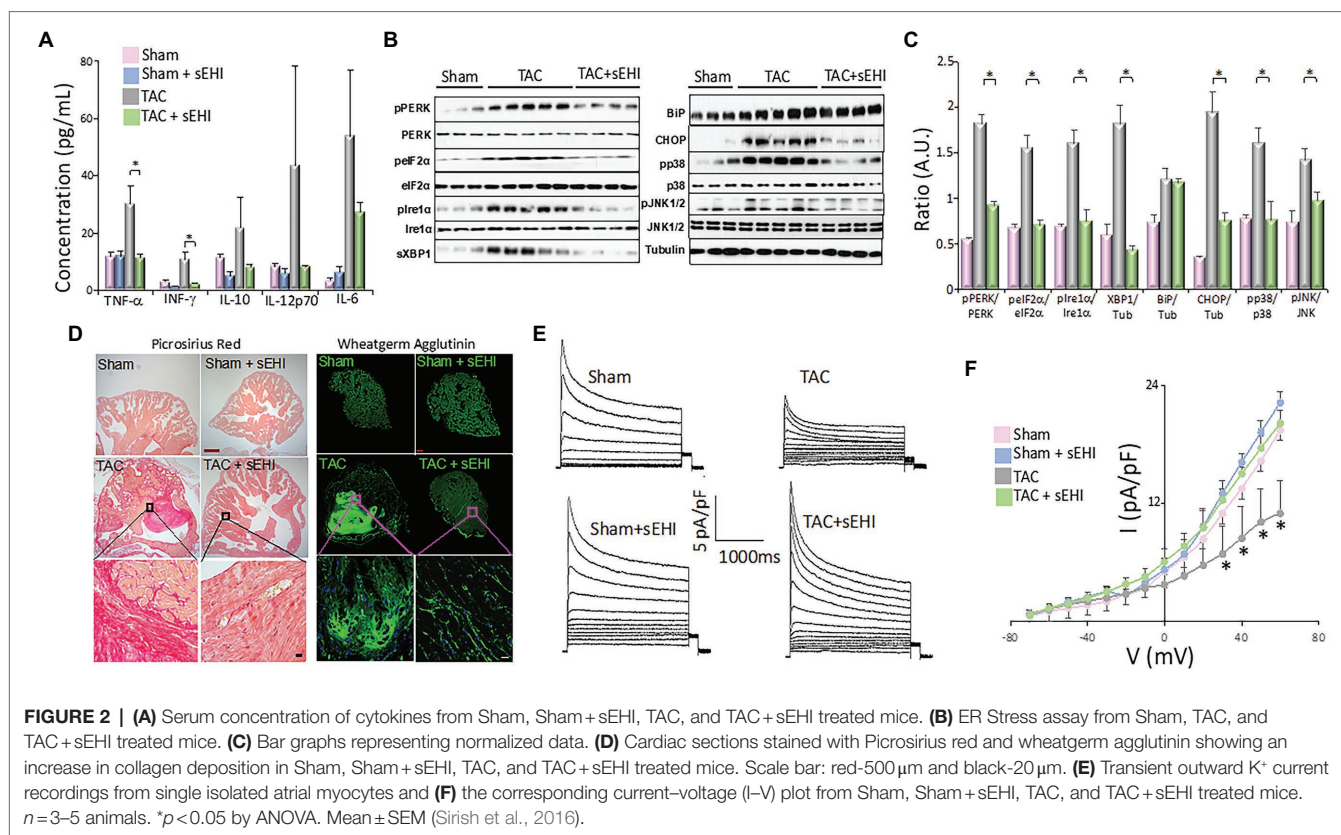 A
Sham
Sham + sEHI
TAC
TAC + sEHI
Concentration (pg/mL)
80
60
40
20
0
*
*
TNF-α INF-γ IL-10 IL-12p70 IL-6
B
Sham TAC TAC+sEHI
pPERK
PERK
peIF2α
eIF2α
pIre1α
Ire1α
sXBP1
Sham TAC TAC+sEHI
BiP
CHOP
pp38
p38
pJNK1/2
JNK1/2
Tubulin
C
Ratio (A.U.)
2.5
2
1.5
1
0.5
0
* * * * * * *
pPERK/ peIF2α/ pIre1α/ XBP1/ BiP/ CHOP/ pp38/ pJNK/
PERK eIF2α Ire1α Tub Tub Tub p38 JNK
D
Picrosirius Red Wheatgerm Agglutinin
Sham Sham + sEHI Sham Sham + sEHI
TAC TAC + sEHI TAC TAC + sEHI
E
Sham TAC
Sham+sEHI TAC+sEHI
5 pA/pF
1000ms
F
Sham
Sham + sEHI
TAC
TAC + sEHI
I (pA/pF)
24
12
* * * *
-80 -40 0 40 80
V (mV)
FIGURE 2 | (A) Serum concentration of cytokines from Sham, Sham + sEHI, TAC, and TAC + sEHI treated mice. (B) ER Stress assay from Sham, TAC, and
TAC + sEHI treated mice. (C) Bar graphs representing normalized data. (D) Cardiac sections stained with Picrosirius red and wheatgerm agglutinin showing an
increase in collagen deposition in Sham, Sham + sEHI, TAC, and TAC + sEHI treated mice. Scale bar: red-500 μm and black-20 μm. (E) Transient outward K⁺ current
recordings from single isolated atrial myocytes and (F) the corresponding current–voltage (I–V) plot from Sham, Sham + sEHI, TAC, and TAC + sEHI treated mice.
n = 3–5 animals. *p < 0.05 by ANOVA. Mean ± SEM (Sirish et al., 2016).